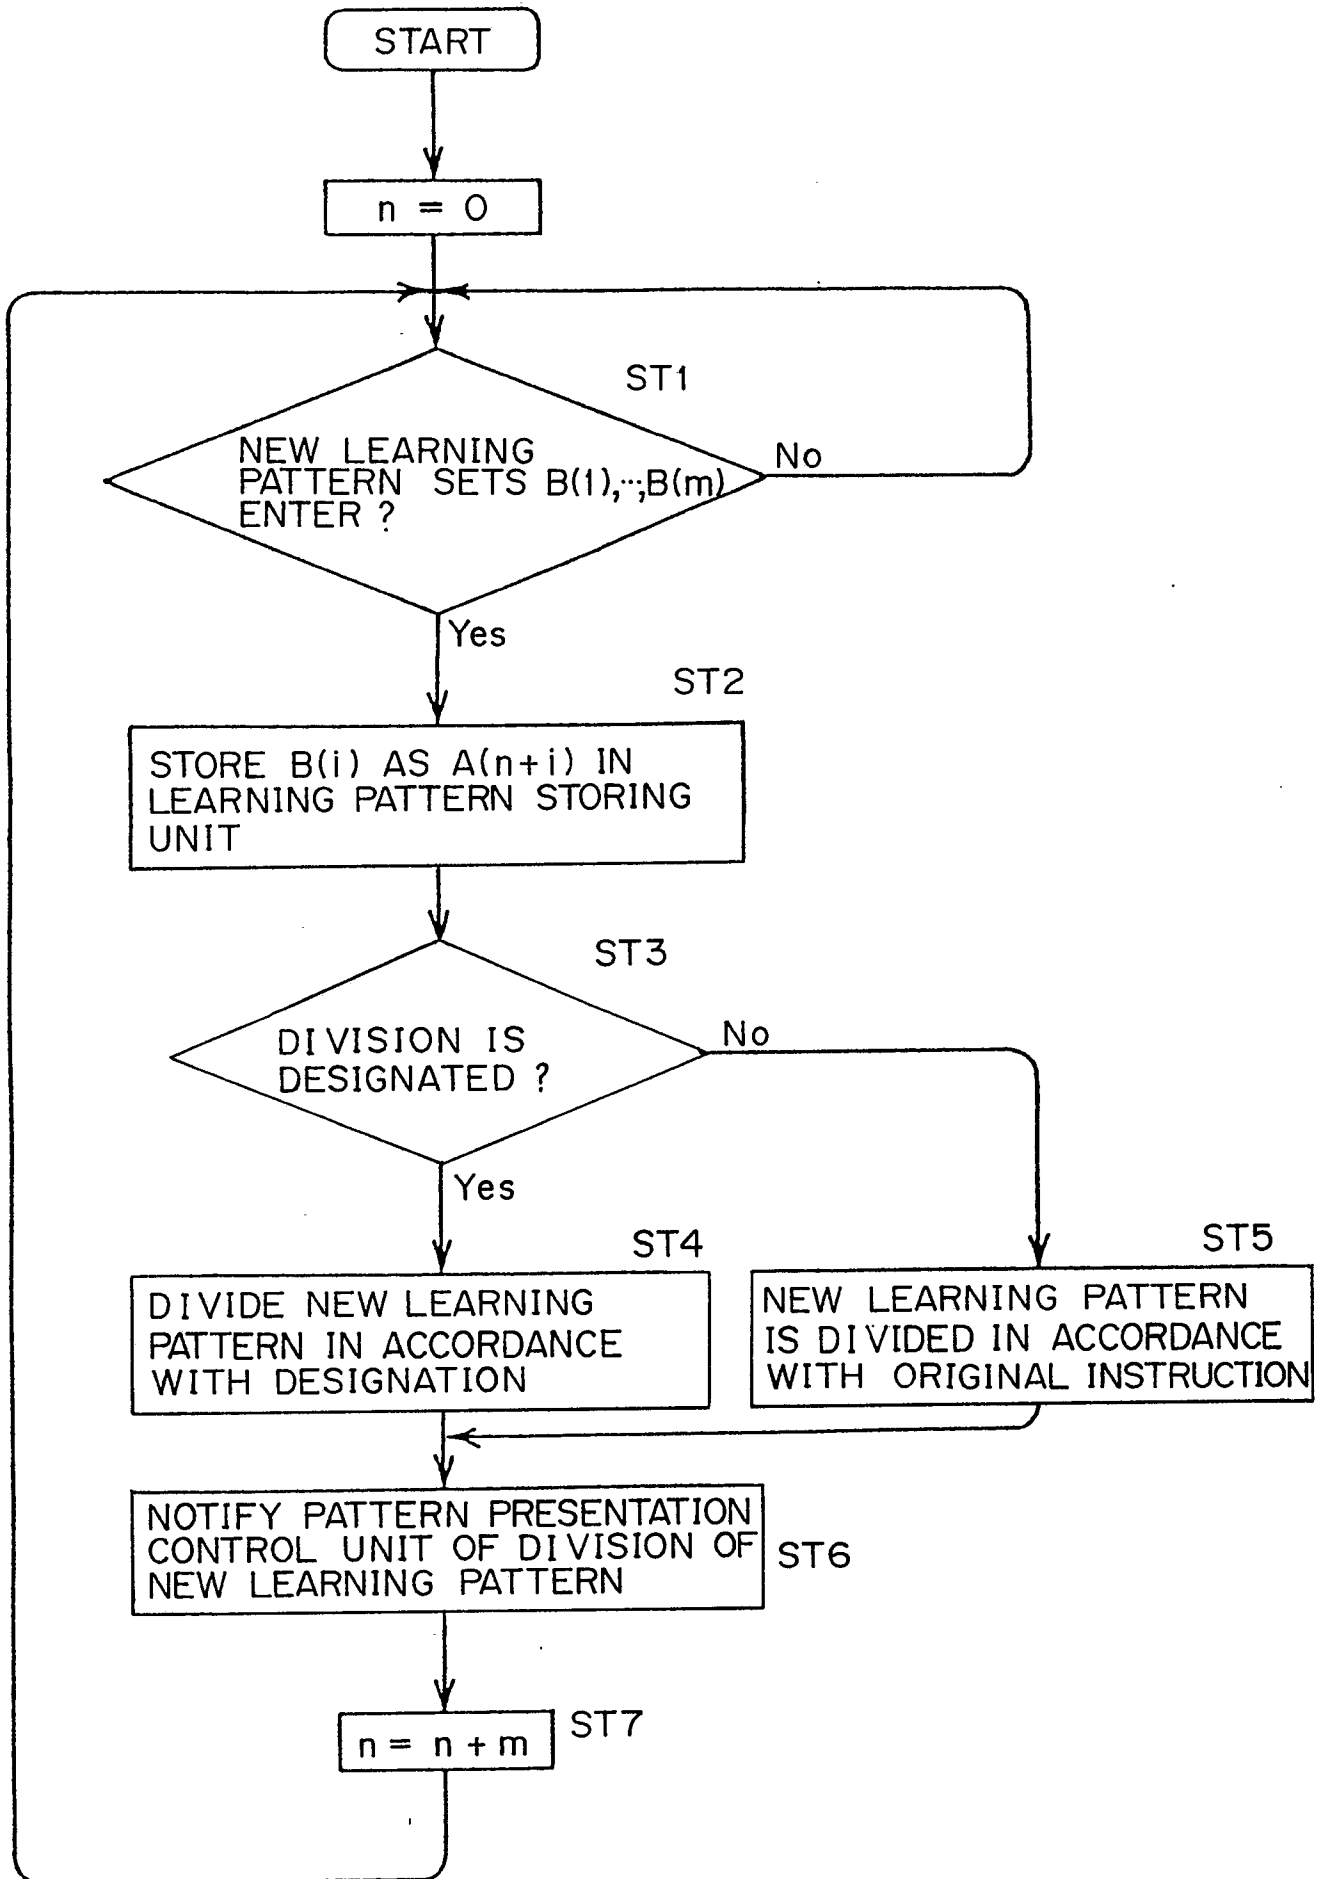 START
n = 0
ST1
NEW LEARNING
PATTERN SETS B(1),···,B(m)
ENTER ?
No
Yes
ST2
STORE B(i) AS A(n+i) IN
LEARNING PATTERN STORING
UNIT
ST3
DIVISION IS
DESIGNATED ?
No
Yes
ST4
DIVIDE NEW LEARNING
PATTERN IN ACCORDANCE
WITH DESIGNATION
ST5
NEW LEARNING PATTERN
IS DIVIDED IN ACCORDANCE
WITH ORIGINAL INSTRUCTION
NOTIFY PATTERN PRESENTATION
CONTROL UNIT OF DIVISION OF
NEW LEARNING PATTERN
ST6
n = n + m
ST7